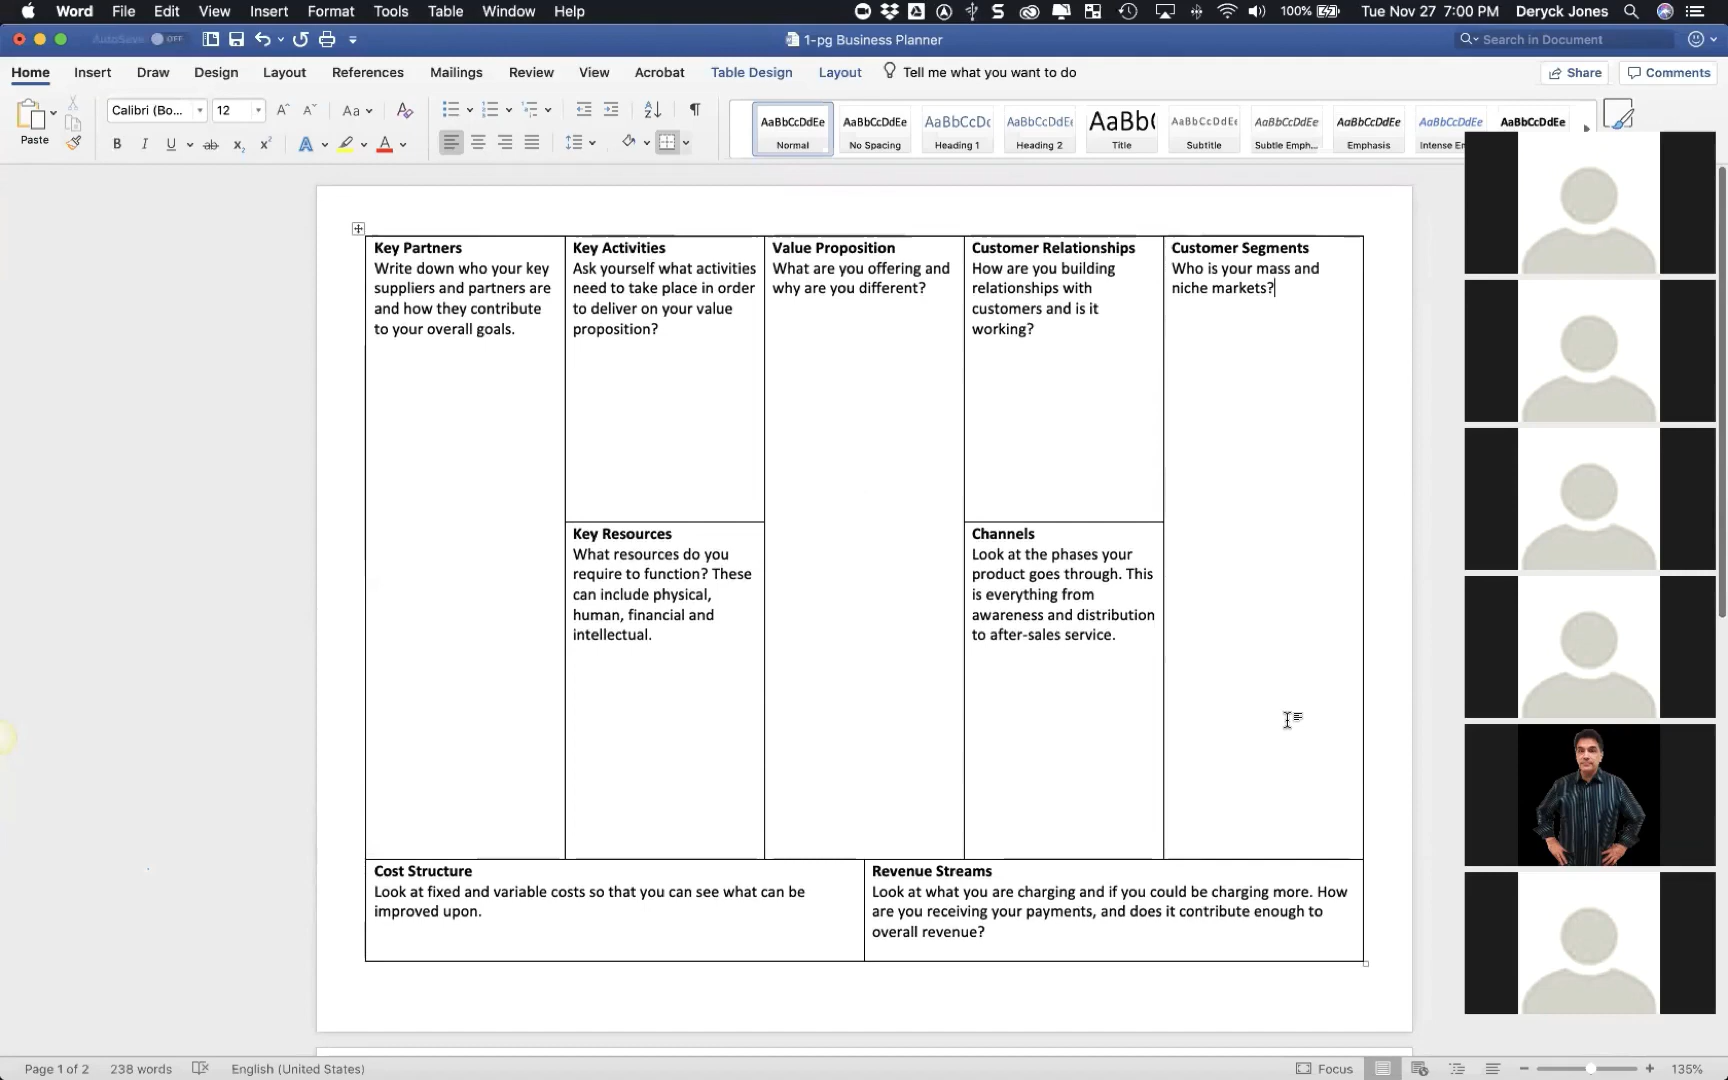 Word File Edit View Insert Format Tools Table Window Help
100% Tue Nov 27 7:00 PM Deryck Jones
AutoSave OFF
1-pg Business Planner
Search in Document
Home Insert Draw Design Layout References Mailings Review View Acrobat Table Design Layout Tell me what you want to do
Share Comments
Paste
Calibri (Bo... 12
AaBbCcDdEe AaBbCcDdEe AaBbCcDc AaBbCcDdEe AaBb( AaBbCcDdEe AaBbCcDdEe AaBbCcDdEe AaBbCcDdEe AaBbCcDdEe
Normal No Spacing Heading 1 Heading 2 Title Subtitle Subtle Emph... Emphasis Intense Em
Key Partners
Write down who your key
suppliers and partners are
and how they contribute
to your overall goals.
Key Activities
Ask yourself what activities
need to take place in order
to deliver on your value
proposition?
Key Resources
What resources do you
require to function? These
can include physical,
human, financial and
intellectual.
Value Proposition
What are you offering and
why are you different?
Customer Relationships
How are you building
relationships with
customers and is it
working?
Channels
Look at the phases your
product goes through. This
is everything from
awareness and distribution
to after-sales service.
Customer Segments
Who is your mass and
niche markets?
Cost Structure
Look at fixed and variable costs so that you can see what can be
improved upon.
Revenue Streams
Look at what you are charging and if you could be charging more. How
are you receiving your payments, and does it contribute enough to
overall revenue?
Page 1 of 2 238 words English (United States)
Focus 135%